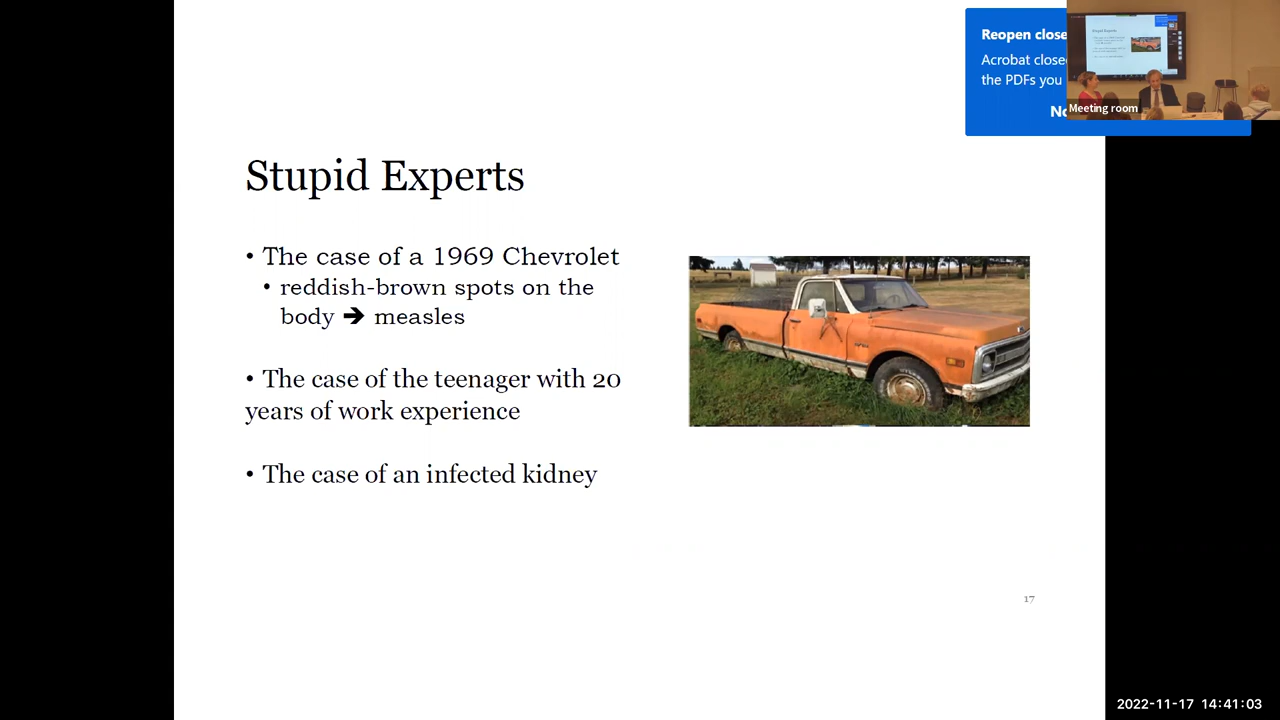 Reopen close
Acrobat close
the PDFs you
Meeting room
Stupid Experts
• The case of a 1969 Chevrolet
• reddish-brown spots on the
body ➔ measles
• The case of the teenager with 20
years of work experience
• The case of an infected kidney
17
2022-11-17 14:41:03